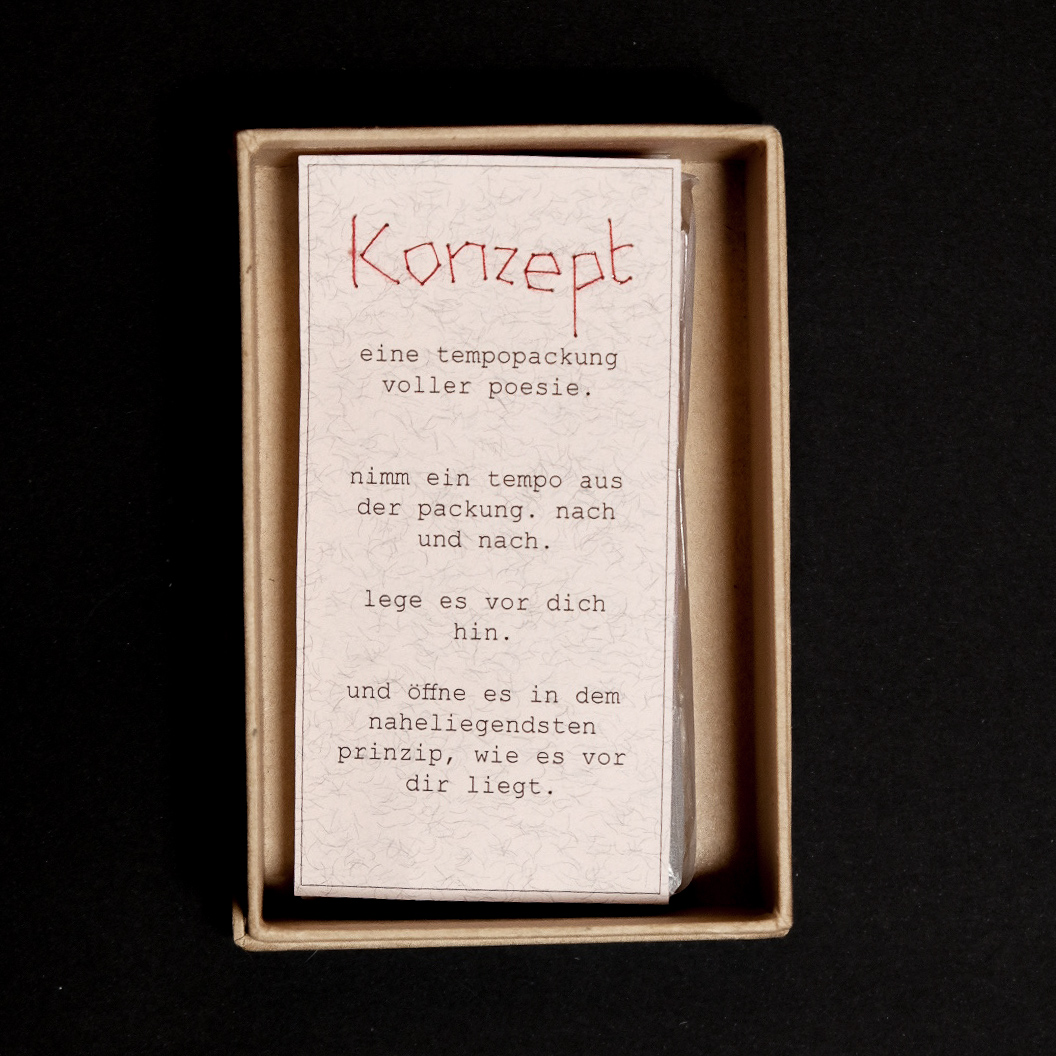 Konzept
eine tempopackung
voller poesie.
nimm ein tempo aus
der packung. nach
und nach.
lege es vor dich
hin.
und öffne es in dem
naheliegendsten
prinzip, wie es vor
dir liegt.